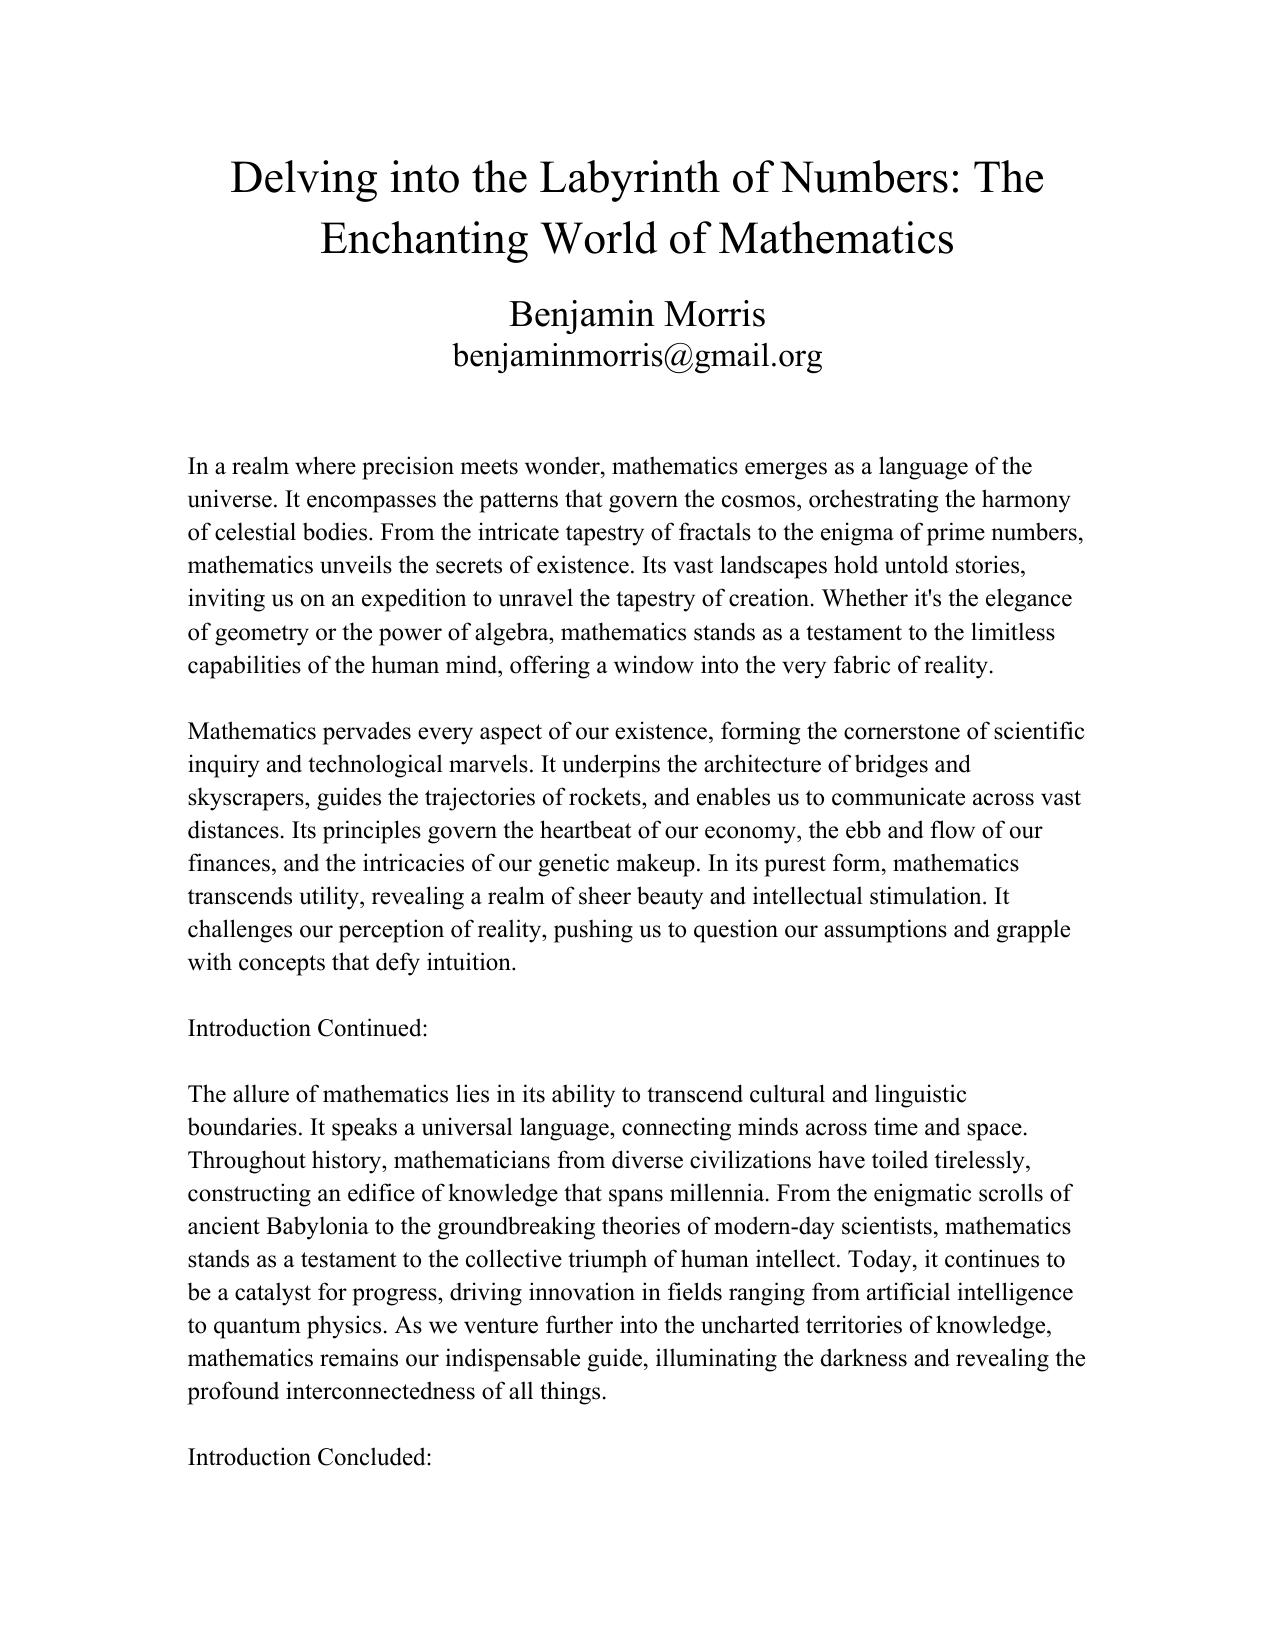 Delving into the Labyrinth of Numbers: The
Enchanting World of Mathematics
Benjamin Morris
benjaminmorris@gmail.org
In a realm where precision meets wonder, mathematics emerges as a language of the
universe. It encompasses the patterns that govern the cosmos, orchestrating the harmony
of celestial bodies. From the intricate tapestry of fractals to the enigma of prime numbers,
mathematics unveils the secrets of existence. Its vast landscapes hold untold stories,
inviting us on an expedition to unravel the tapestry of creation. Whether it's the elegance
of geometry or the power of algebra, mathematics stands as a testament to the limitless
capabilities of the human mind, offering a window into the very fabric of reality.
Mathematics pervades every aspect of our existence, forming the cornerstone of scientific
inquiry and technological marvels. It underpins the architecture of bridges and
skyscrapers, guides the trajectories of rockets, and enables us to communicate across vast
distances. Its principles govern the heartbeat of our economy, the ebb and flow of our
finances, and the intricacies of our genetic makeup. In its purest form, mathematics
transcends utility, revealing a realm of sheer beauty and intellectual stimulation. It
challenges our perception of reality, pushing us to question our assumptions and grapple
with concepts that defy intuition.
Introduction Continued:
The allure of mathematics lies in its ability to transcend cultural and linguistic
boundaries. It speaks a universal language, connecting minds across time and space.
Throughout history, mathematicians from diverse civilizations have toiled tirelessly,
constructing an edifice of knowledge that spans millennia. From the enigmatic scrolls of
ancient Babylonia to the groundbreaking theories of modern-day scientists, mathematics
stands as a testament to the collective triumph of human intellect. Today, it continues to
be a catalyst for progress, driving innovation in fields ranging from artificial intelligence
to quantum physics. As we venture further into the uncharted territories of knowledge,
mathematics remains our indispensable guide, illuminating the darkness and revealing the
profound interconnectedness of all things.
Introduction Concluded: